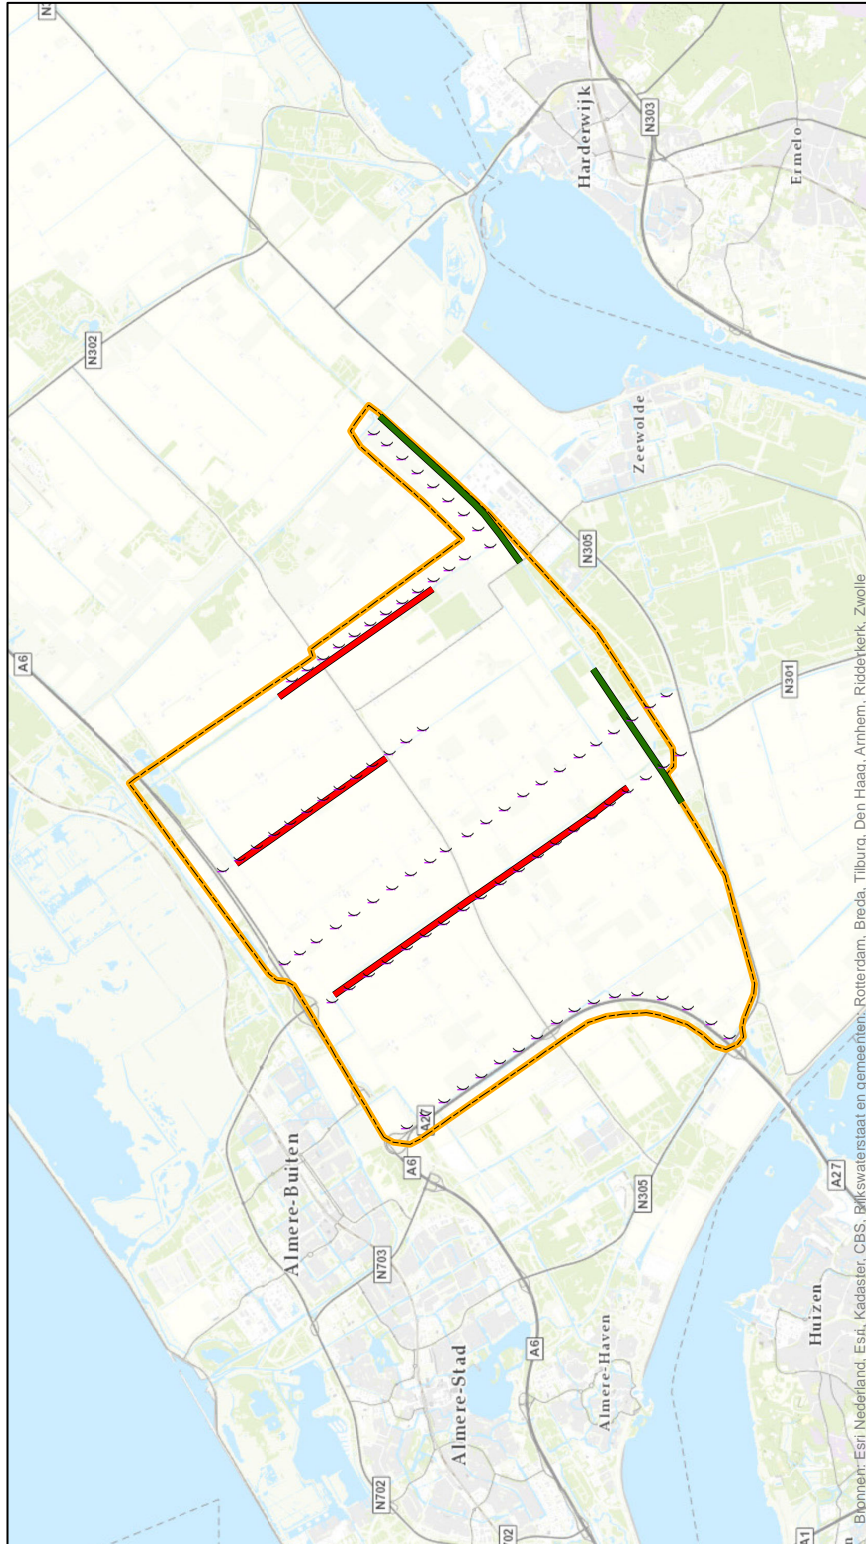 N302
A6
N303
Harderwijk
Ermelo
Zeewolde
N305
N301
Almere-Buiten
A27
A6
N703
N305
A27
Almere-Stad
A6
Almere-Haven
Huizen
N702
A1
Bronnen: Esri Nederland, Esri, Kadaster, CBS, Rijkswaterstaat en gemeenten: Rotterdam, Breda, Tilburg, Den Haag, Arnhem, Ridderkerk, Zwolle